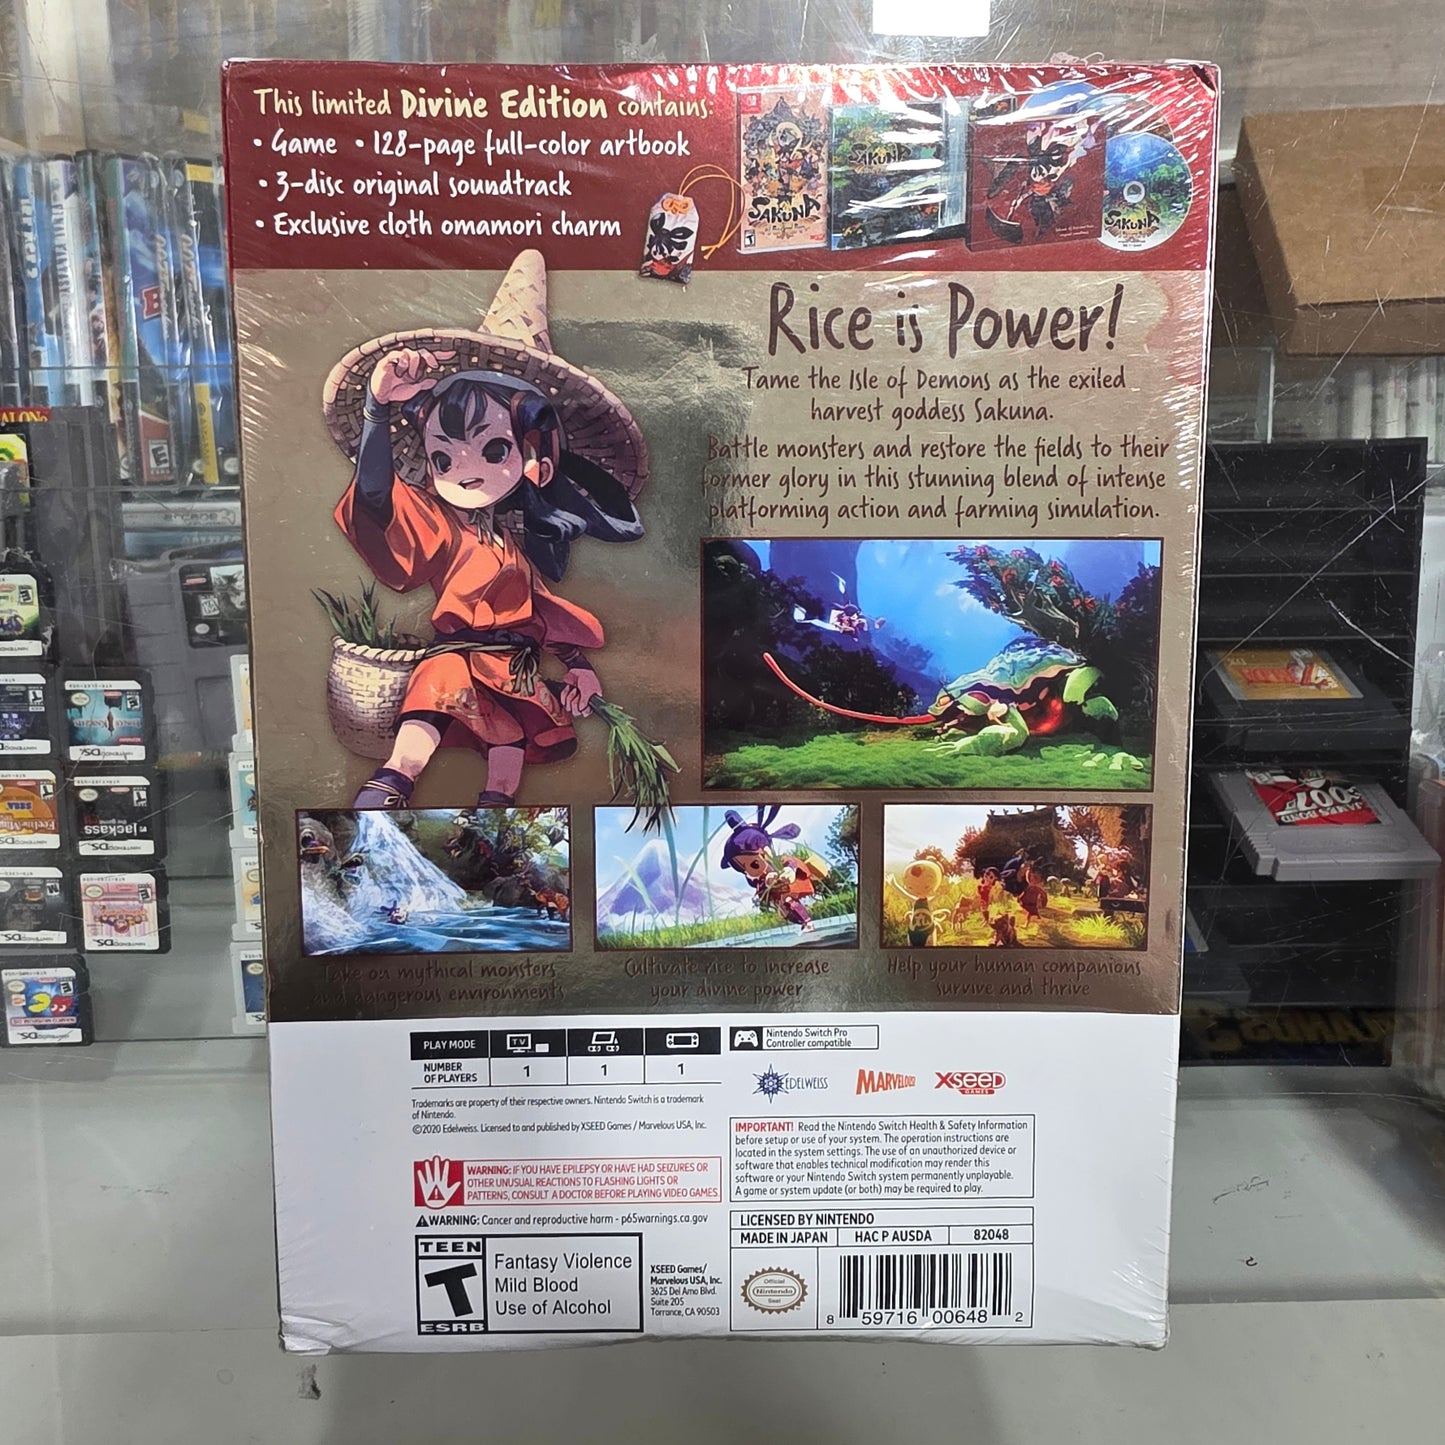 This limited Divine Edition contains:
• Game • 128-page full-color artbook
• 3-disc original soundtrack
• Exclusive cloth omamori charm
SAKUNA
SAKUNA
SAKUNA
Rice is Power!
Tame the Isle of Demons as the exiled
harvest goddess Sakuna.
Battle monsters and restore the fields to their
former glory in this stunning blend of intense
platforming action and farming simulation.
Take on mythical monsters
and dangerous environments
Cultivate rice to increase
your divine power
Help your human companions
survive and thrive
PLAY MODE
TV
NUMBER
OF PLAYERS
1
1
1
Nintendo Switch Pro
Controller compatible
EDELWEISS
MARVELOUS!
XSEED
GAMES
Trademarks are property of their respective owners. Nintendo Switch is a trademark
of Nintendo.
©2020 Edelweiss. Licensed to and published by XSEED Games / Marvelous USA, Inc.
WARNING: IF YOU HAVE EPILEPSY OR HAVE HAD SEIZURES OR
OTHER UNUSUAL REACTIONS TO FLASHING LIGHTS OR
PATTERNS, CONSULT A DOCTOR BEFORE PLAYING VIDEO GAMES.
WARNING: Cancer and reproductive harm - p65warnings.ca.gov
IMPORTANT! Read the Nintendo Switch Health & Safety Information
before setup or use of your system. The operation instructions are
located in the system settings. The use of an unauthorized device or
software that enables technical modification may render this
software or your Nintendo Switch system permanently unplayable.
A game or system update (or both) may be required to play.
TEEN
T
ESRB
Fantasy Violence
Mild Blood
Use of Alcohol
XSEED Games/
Marvelous USA, Inc.
3625 Del Amo Blvd.
Suite 205
Torrance, CA 90503
LICENSED BY NINTENDO
MADE IN JAPAN HAC P AUSDA 82048
Official
Nintendo
Seal
8 59716 00648 2
jackass
NINTENDO DS
007